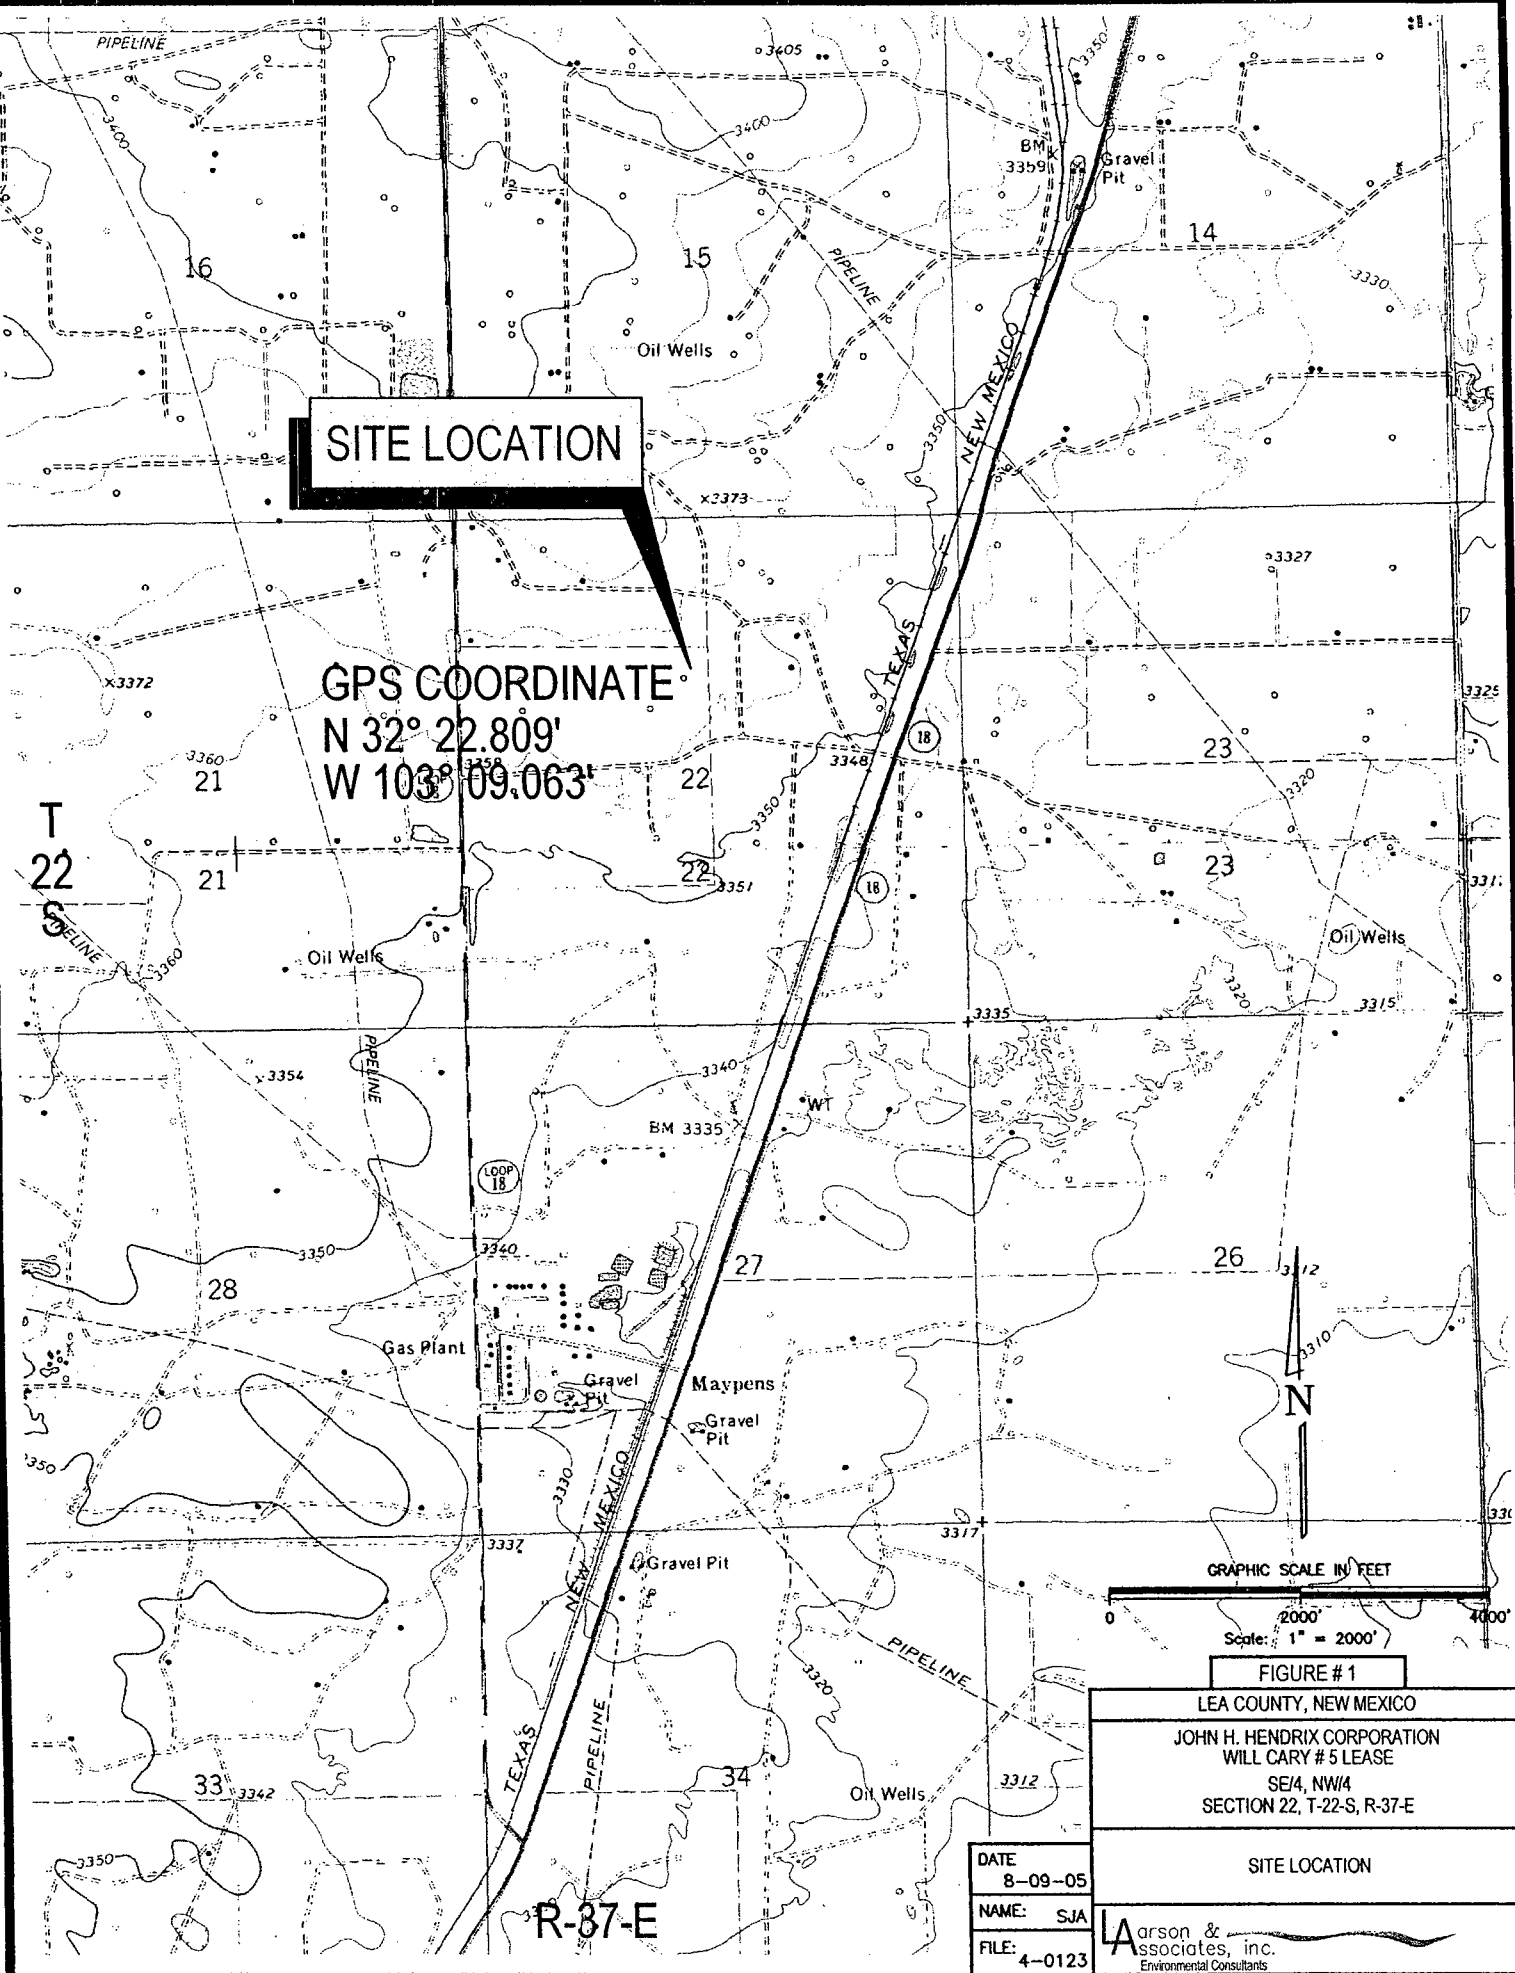 PIPELINE
3405
3350
3400
3400
BM
3359
Gravel
Pit
14
16
15
PIPELINE
3330
NEW MEXICO
Oil Wells
3350
SITE LOCATION
x3373
3327
TEXAS
x3372
GPS COORDINATE
N 32° 22.809'
W 103° 09.063'
3325
18
3360
21
22
3348
23
3350
3320
T
22
S
21
22
3351
18
23
PIPELINE
3360
Oil Wells
Oil Wells
3320
3315
3335
PIPELINE
3354
3340
WT
BM 3335
LOOP
18
3350
3340
27
26
3312
28
Gas Plant
3310
Gravel
Pit
Maypens
N
Gravel
Pit
3350
3330
NEW MEXICO
3317
3337
Gravel Pit
GRAPHIC SCALE IN FEET
0 2000' 4000'
Scale: 1" = 2000'
PIPELINE
3320
FIGURE # 1
LEA COUNTY, NEW MEXICO
JOHN H. HENDRIX CORPORATION
WILL CARY # 5 LEASE
SE/4, NW/4
SECTION 22, T-22-S, R-37-E
TEXAS
PIPELINE
33
3342
34
Oil Wells
3312
3350
SITE LOCATION
DATE
8-09-05
NAME: SJA
FILE: 4-0123
R-37-E
Larson &
Associates, inc.
Environmental Consultants